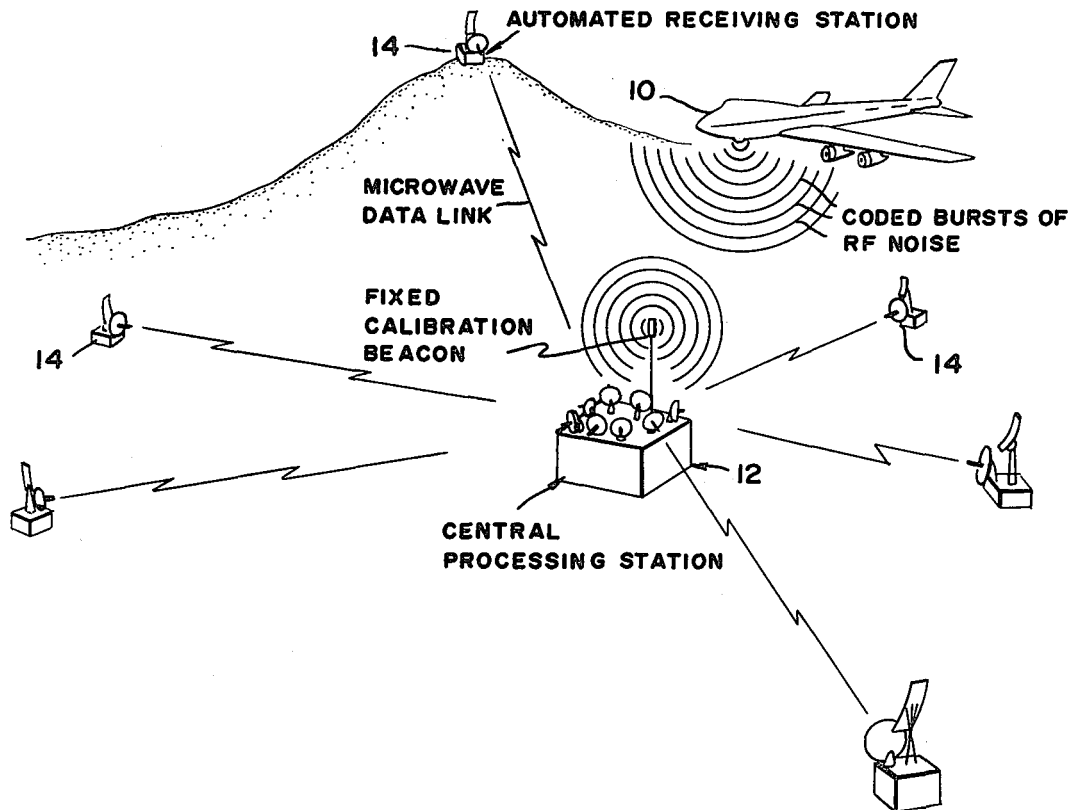 AUTOMATED RECEIVING STATION
14
10
MICROWAVE
DATA LINK
CODED BURSTS OF
RF NOISE
FIXED
CALIBRATION
BEACON
14
14
12
CENTRAL
PROCESSING STATION